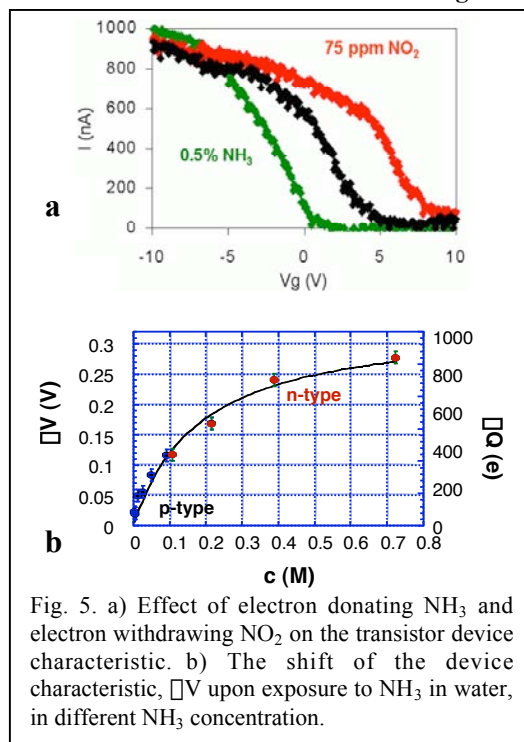 1000
800
600
400
200
0
I (nA)
75 ppm NO₂
0.5% NH₃
a
-10 -5 0 5 10
Vg (V)
0.3
0.25
0.2
0.15
0.1
0.05
0
□V (V)
1000
800
600
400
200
0
□Q (e)
n-type
p-type
b
0 0.1 0.2 0.3 0.4 0.5 0.6 0.7 0.8
c (M)
Fig. 5. a) Effect of electron donating NH₃ and
electron withdrawing NO₂ on the transistor device
characteristic. b) The shift of the device
characteristic, □V upon exposure to NH₃ in water,
in different NH₃ concentration.